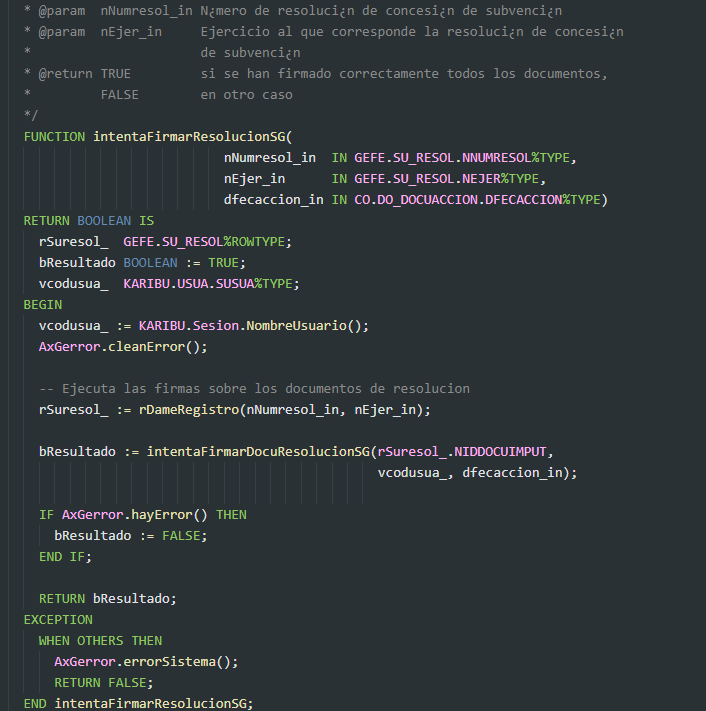 * @param  nNumresol_in N¿mero de resoluci¿n de concesi¿n de subvenci¿n
* @param  nEjer_in     Ejercicio al que corresponde la resoluci¿n de concesi¿n
*                      de subvenci¿n
* @return TRUE         si se han firmado correctamente todos los documentos,
*         FALSE        en otro caso
*/
FUNCTION intentaFirmarResolucionSG(
                          nNumresol_in  IN GEFE.SU_RESOL.NNUMRESOL%TYPE,
                          nEjer_in      IN GEFE.SU_RESOL.NEJER%TYPE,
                          dfecaccion_in IN CO.DO_DOCUACCION.DFECACCION%TYPE)
RETURN BOOLEAN IS
  rSuresol_  GEFE.SU_RESOL%ROWTYPE;
  bResultado BOOLEAN := TRUE;
  vcodusua_  KARIBU.USUA.SUSUA%TYPE;
BEGIN
  vcodusua_ := KARIBU.Sesion.NombreUsuario();
  AxGerror.cleanError();
  -- Ejecuta las firmas sobre los documentos de resolucion
  rSuresol_ := rDameRegistro(nNumresol_in, nEjer_in);
  bResultado := intentaFirmarDocuResolucionSG(rSuresol_.NIDDOCUIMPUT,
                                              vcodusua_, dfecaccion_in);
  IF AxGerror.hayError() THEN
    bResultado := FALSE;
  END IF;
  RETURN bResultado;
EXCEPTION
  WHEN OTHERS THEN
    AxGerror.errorSistema();
    RETURN FALSE;
END intentaFirmarResolucionSG;